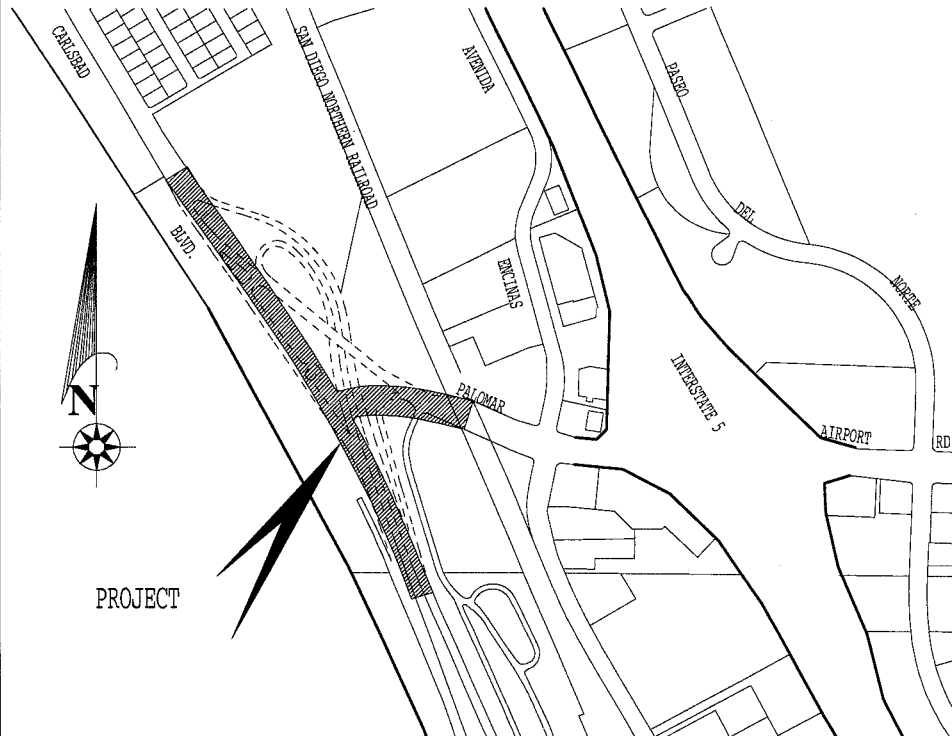 CARLSBAD
BLVD.
SAN DIEGO NORTHERN RAILROAD
AVENIDA
ENCINAS
PASEO
DEL
NORTE
INTERSTATE 5
PALOMAR
AIRPORT
RD
N
PROJECT